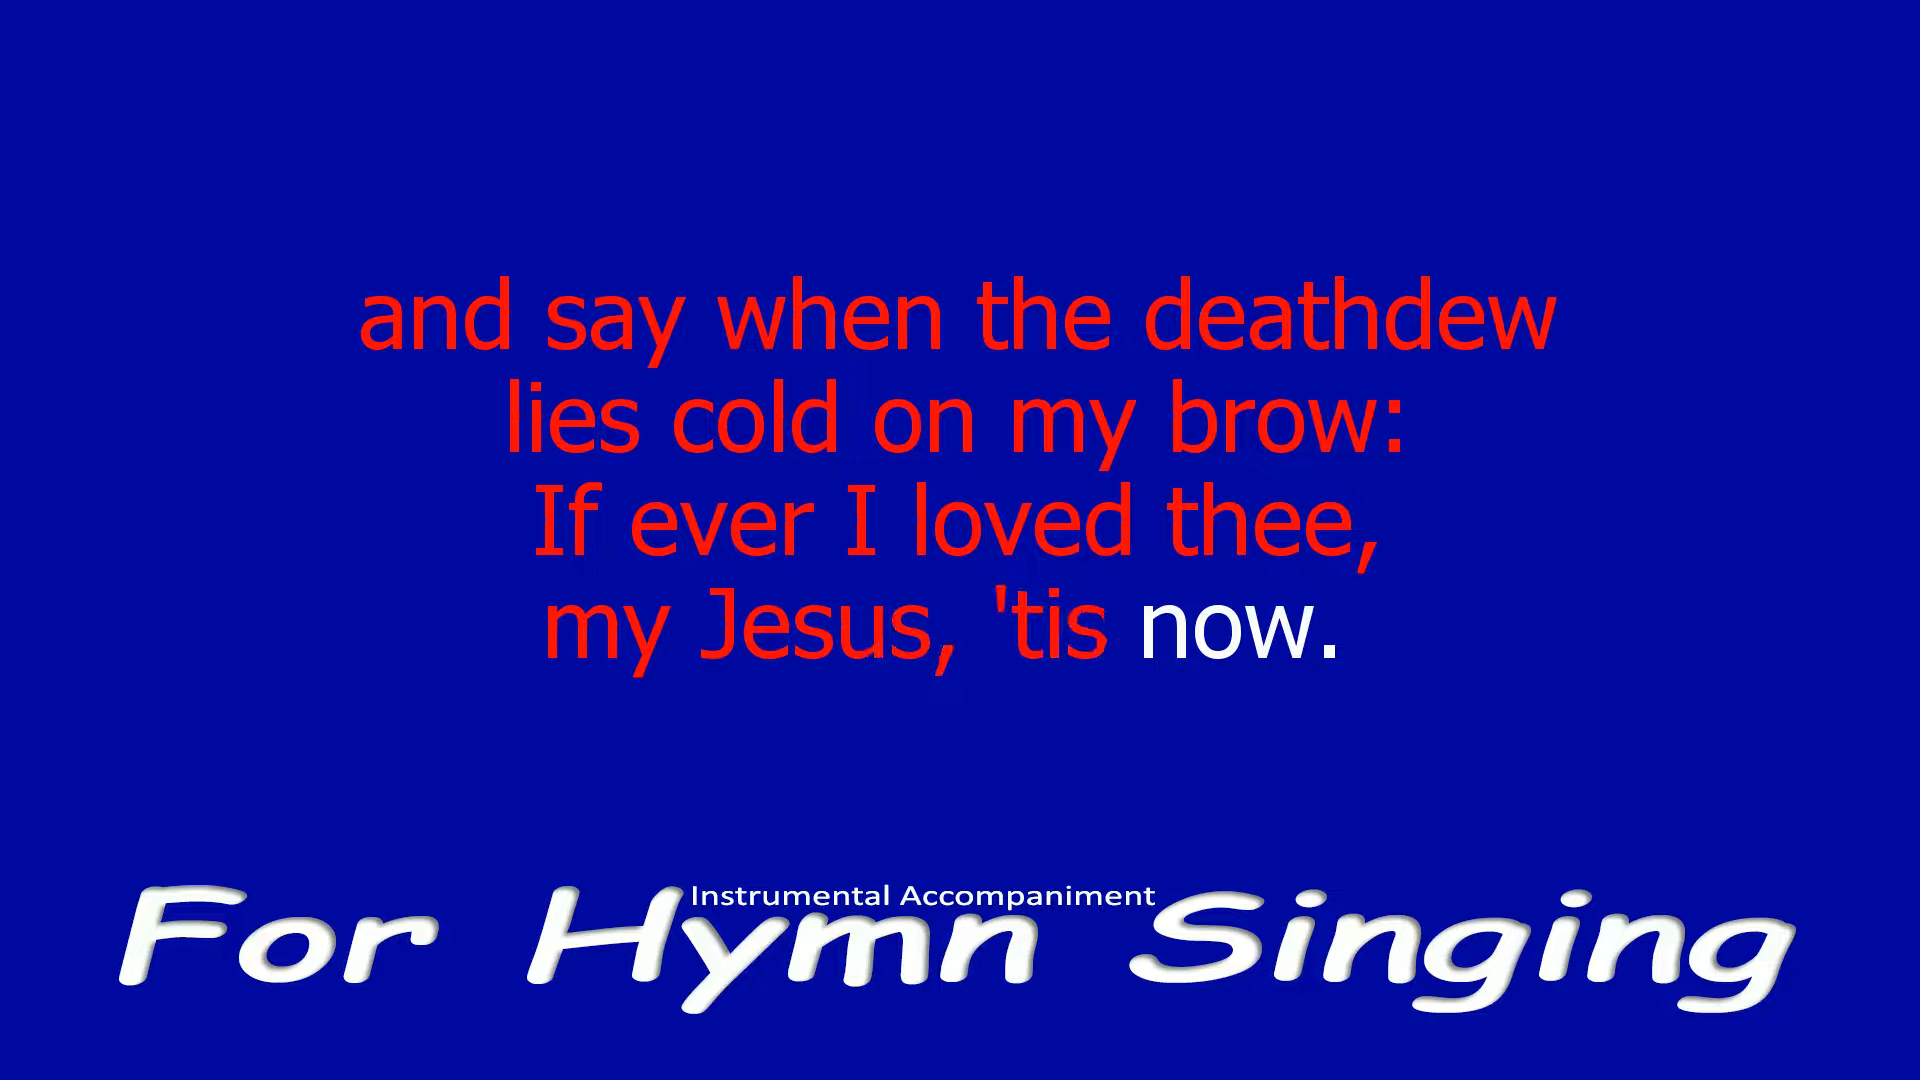 and say when the deathdew
lies cold on my brow:
If ever I loved thee,
my Jesus, 'tis now.
Instrumental Accompaniment
For Hymn Singing